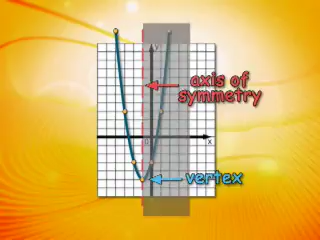 y
axis of
symmetry
x
vertex